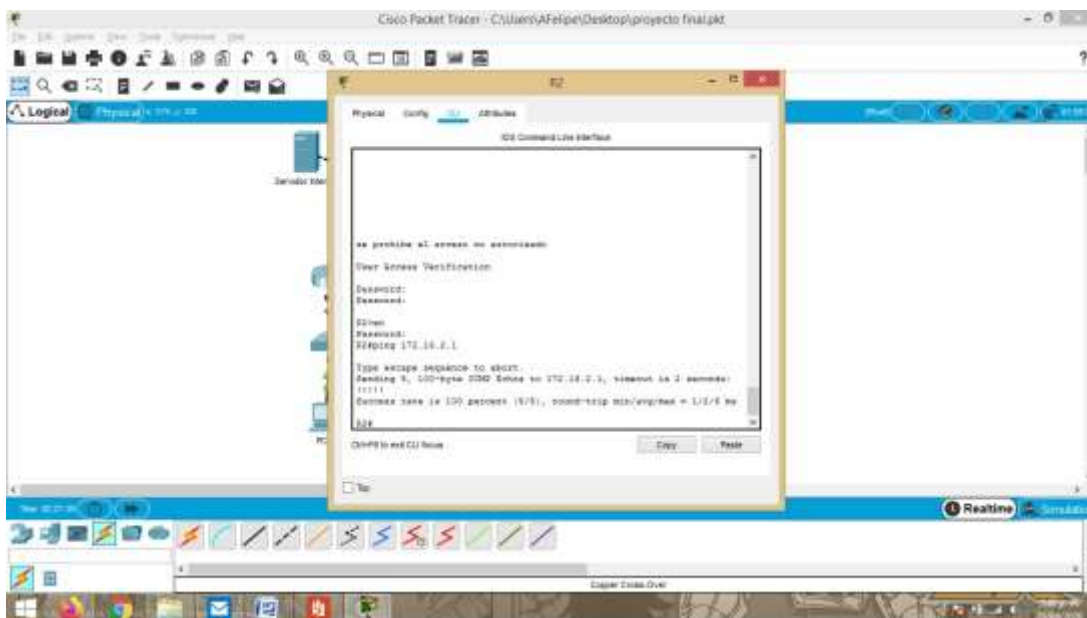 Cisco Packet Tracer - C:\Users\AFelipe\Desktop\proyecto final.pkt
Logical
Physical
R2
Physical Config CLI Attributes
IOS Command Line Interface
se prohibe el acceso no autorizado
User Access Verification
Password:
Password:
R2>en
Password:
R2#ping 172.16.2.1
Type escape sequence to abort.
Sending 5, 100-byte ICMP Echos to 172.16.2.1, timeout is 2 seconds:
!!!!!
Success rate is 100 percent (5/5), round-trip min/avg/max =
R2#
Ctrl+F6 to exit CLI focus
Copy Paste
Top
Realtime
Copper Cross-Over